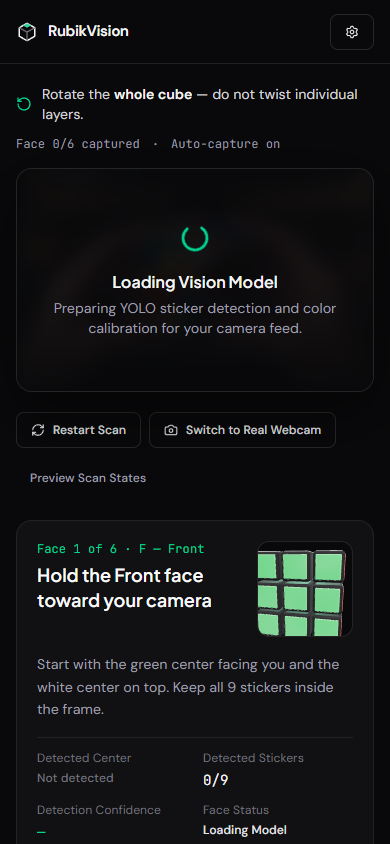 RubikVision
Rotate the whole cube — do not twist individual
layers.
Face 0/6 captured · Auto-capture on
Loading Vision Model
Preparing YOLO sticker detection and color
calibration for your camera feed.
Restart Scan
Switch to Real Webcam
Preview Scan States
Face 1 of 6 · F — Front
Hold the Front face
toward your camera
Start with the green center facing you and the
white center on top. Keep all 9 stickers inside
the frame.
Detected Center
Detected Stickers
Not detected
0/9
Detection Confidence
Face Status
—
Loading Model